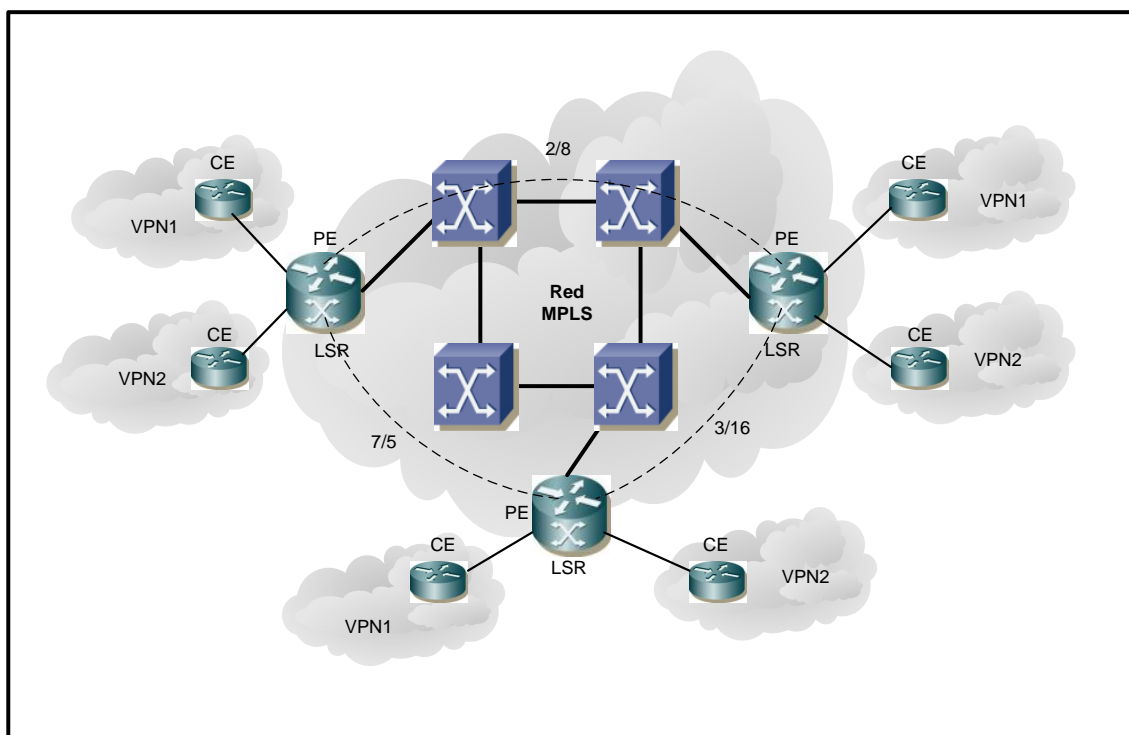 2/8
CE
VPN1
PE
CE
VPN1
PE
Red
MPLS
CE
VPN2
LSR
LSR
CE
VPN2
7/5
3/16
PE
CE
LSR
CE
VPN2
VPN1